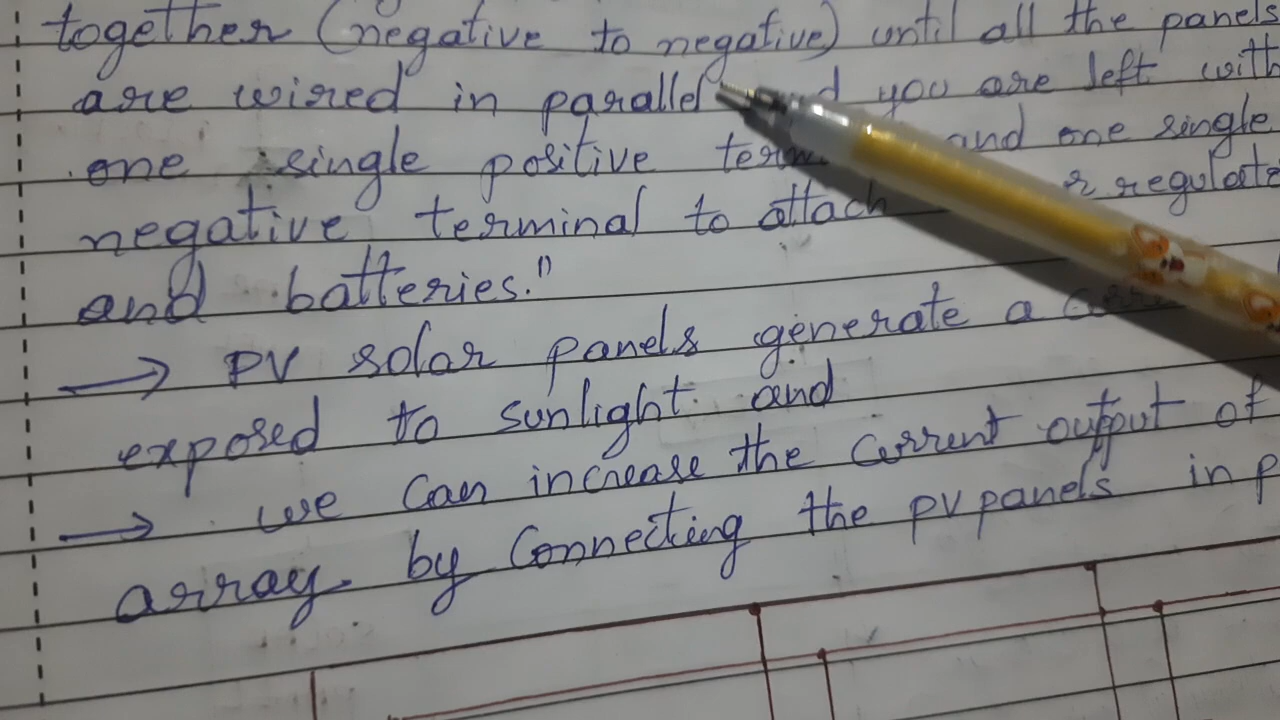 together (negative to negative) until all the panels
are wired in parallel you are left with
one single positive and one single
negative terminal to attach
and batteries."
→ PV solar panels generate a
exposed to sunlight and
→ we can increase the current output of
array. by connecting the pv panels in